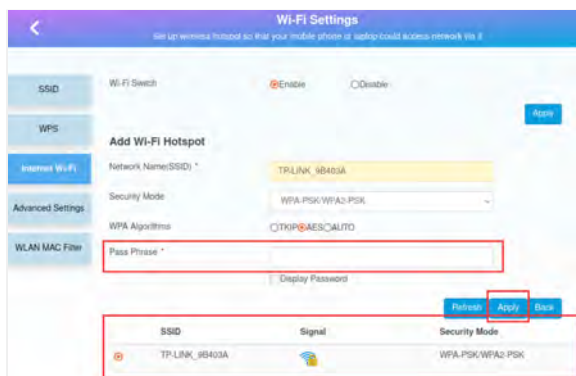 Wi-Fi Settings
Set up wireless hotspot so that your mobile phone or laptop could access network via it
SSID
Wi-Fi Switch
Enable
Disable
Apply
WPS
Add Wi-Fi Hotspot
Internet Wi-Fi
Network Name(SSID) *
TP-LINK_9B403A
Advanced Settings
Security Mode
WPA-PSK/WPA2-PSK
WPA Algorithms
TKIP AES AUTO
WLAN MAC Filter
Pass Phrase *
Display Password
Refresh Apply Back
SSID Signal Security Mode
TP-LINK_9B403A WPA-PSK/WPA2-PSK